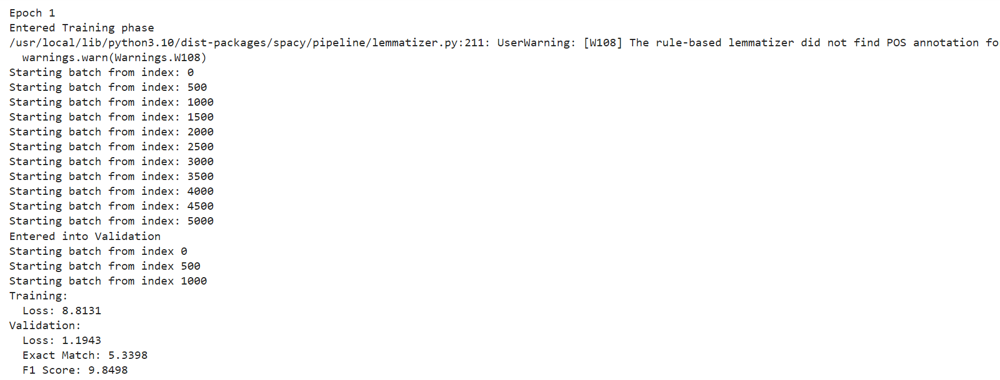 Epoch 1
Entered Training phase
/usr/local/lib/python3.10/dist-packages/spacy/pipeline/lemmatizer.py:211: UserWarning: [W108] The rule-based lemmatizer did not find POS annotation fo
  warnings.warn(Warnings.W108)
Starting batch from index: 0
Starting batch from index: 500
Starting batch from index: 1000
Starting batch from index: 1500
Starting batch from index: 2000
Starting batch from index: 2500
Starting batch from index: 3000
Starting batch from index: 3500
Starting batch from index: 4000
Starting batch from index: 4500
Starting batch from index: 5000
Entered into Validation
Starting batch from index 0
Starting batch from index 500
Starting batch from index 1000
Training:
  Loss: 8.8131
Validation:
  Loss: 1.1943
  Exact Match: 5.3398
  F1 Score: 9.8498